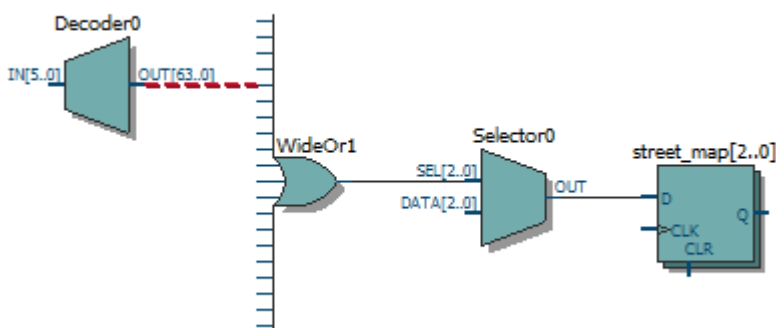 Decoder0
IN[5..0]
OUT[63..0]
WideOr1
Selector0
SEL[2..0]
DATA[2..0]
OUT
street_map[2..0]
D
Q
CLK
CLR